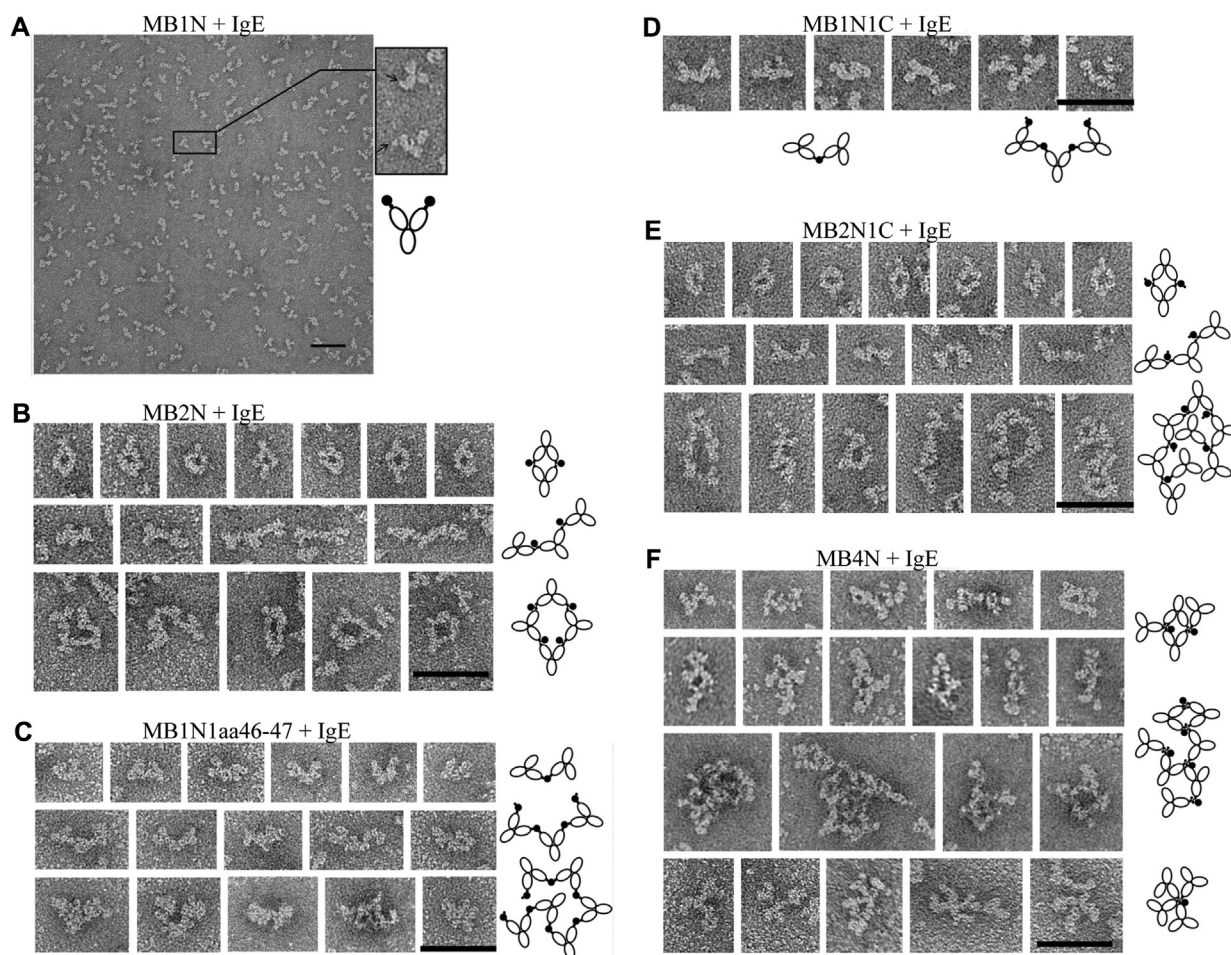 A
MB1N + IgE
B
MB2N + IgE
C
MB1N1aa46-47 + IgE
D
MB1N1C + IgE
E
MB2N1C + IgE
F
MB4N + IgE